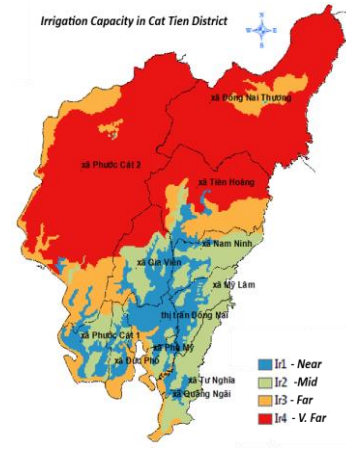 Irrigation Capacity in Cat Tien District
N
W
E
S
xã Đồng Nai Thượng
xã Phước Cát 2
xã Tiên Hoàng
xã Nam Ninh
xã Gia Viễn
xã Mỹ Lâm
thị trấn Đồng Nai
xã Phước Cát 1
xã Phù Mỹ
xã Đức Phổ
xã Tư Nghĩa
xã Quảng Ngãi
Ir1 - Near
Ir2 - Mid
Ir3 - Far
Ir4 - V. Far